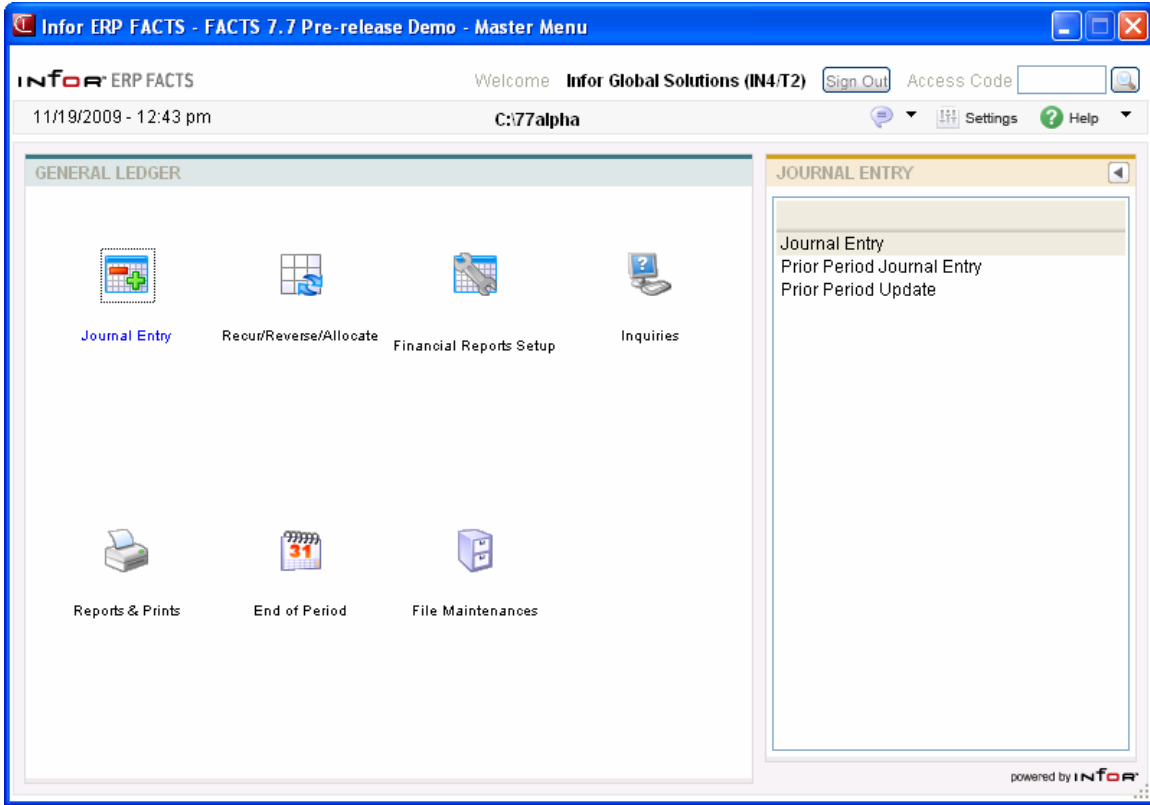 Infor ERP FACTS - FACTS 7.7 Pre-release Demo - Master Menu
infor ERP FACTS
Welcome Infor Global Solutions (IN4/T2) Sign Out Access Code
11/19/2009 - 12:43 pm C:\77alpha Settings ? Help
GENERAL LEDGER
JOURNAL ENTRY
Journal Entry
Prior Period Journal Entry
Prior Period Update
Journal Entry Recur/Reverse/Allocate Financial Reports Setup Inquiries
31
Reports & Prints End of Period File Maintenances
powered by infor